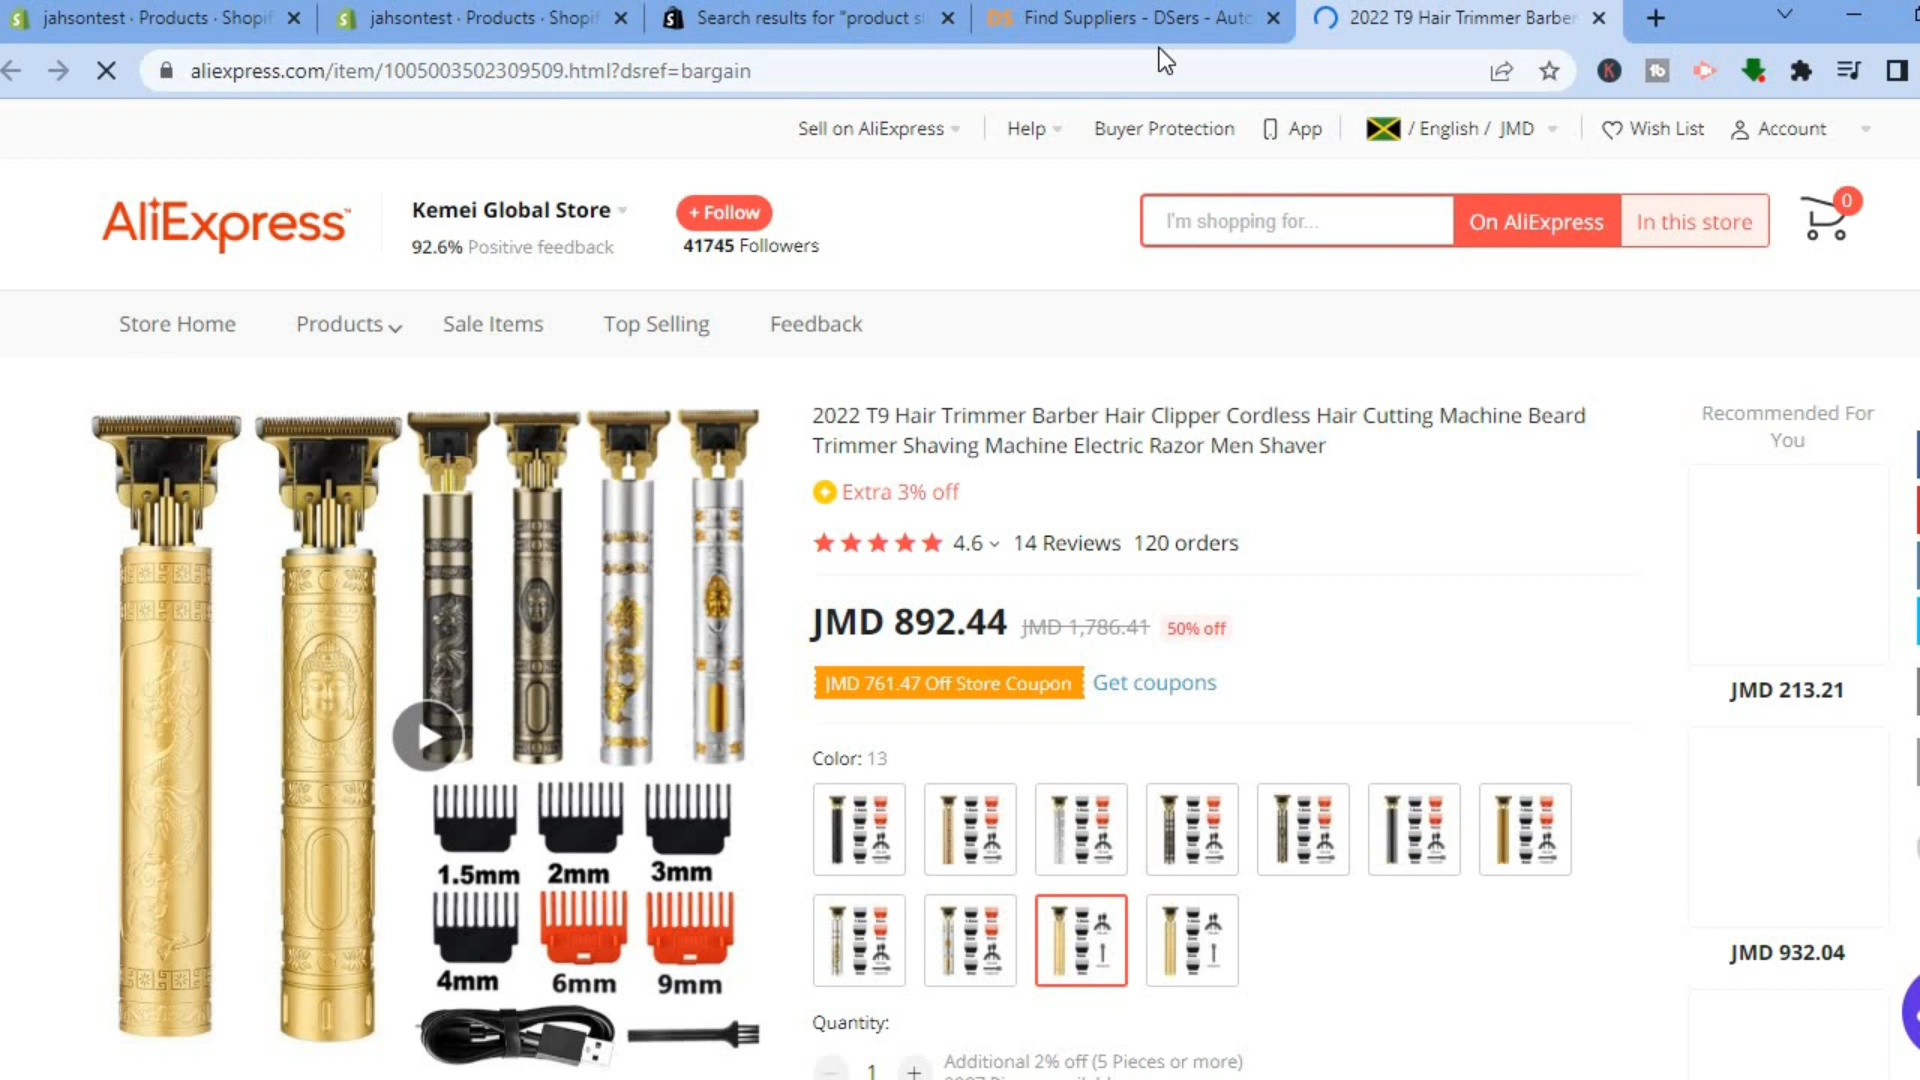 jahsontest · Products · Shopif
jahsontest · Products · Shopif
Search results for "product s
DS Find Suppliers - DSers - Auto
2022 T9 Hair Trimmer Barber
aliexpress.com/item/1005003502309509.html?dsref=bargain
K
tb
Sell on AliExpress
Help
Buyer Protection
App
/ English / JMD
Wish List
Account
AliExpress™
Kemei Global Store
92.6% Positive feedback
+ Follow
41745 Followers
I'm shopping for...
On AliExpress
In this store
0
Store Home
Products
Sale Items
Top Selling
Feedback
2022 T9 Hair Trimmer Barber Hair Clipper Cordless Hair Cutting Machine Beard
Trimmer Shaving Machine Electric Razor Men Shaver
Extra 3% off
4.6
14 Reviews
120 orders
JMD 892.44
JMD 1,786.41
50% off
JMD 761.47 Off Store Coupon
Get coupons
Color: 13
Quantity:
1
+
Additional 2% off (5 Pieces or more)
1.5mm
2mm
3mm
4mm
6mm
9mm
Recommended For
You
JMD 213.21
JMD 932.04